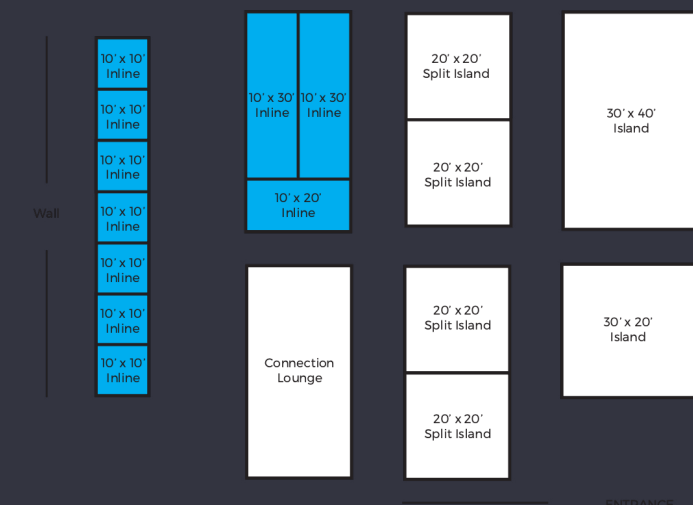 Wall
10' x 10'
Inline
10' x 10'
Inline
10' x 10'
Inline
10' x 10'
Inline
10' x 10'
Inline
10' x 10'
Inline
10' x 10'
Inline
10' x 30'
Inline
10' x 30'
Inline
10' x 20'
Inline
Connection
Lounge
20' x 20'
Split Island
20' x 20'
Split Island
20' x 20'
Split Island
20' x 20'
Split Island
30' x 40'
Island
30' x 20'
Island
ENTRANCE